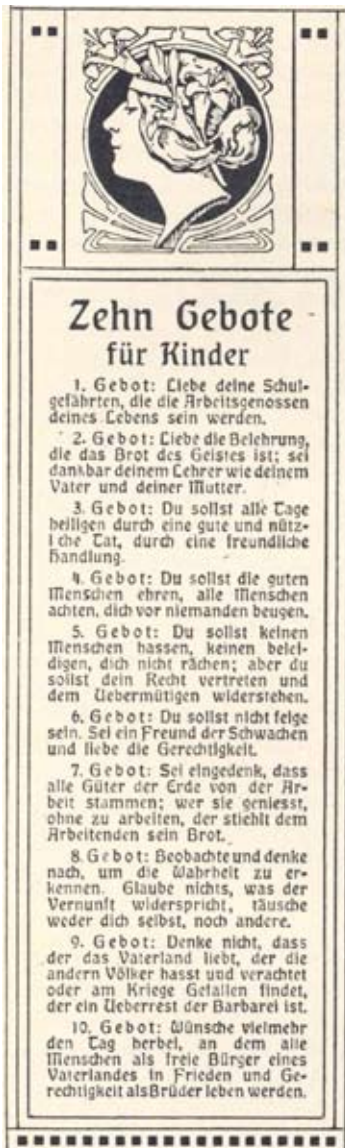 Zehn Gebote
für Kinder
1. Gebot: Liebe deine Schul-
gefährten, die die Arbeitsgenossen
deines Lebens sein werden.
2. Gebot: Liebe die Belehrung,
die das Brot des Geistes ist; sei
dankbar deinem Lehrer wie deinem
Vater und deiner Mutter.
3. Gebot: Du sollst alle Tage
heiligen durch eine gute und nütz-
l che Tat, durch eine freundliche
Handlung.
4. Gebot: Du sollst die guten
Menschen ehren, alle Menschen
achten, dich vor niemanden beugen.
5. Gebot: Du sollst keinen
Menschen hassen, keinen belei-
digen, dich nicht rächen; aber du
sollst dein Recht vertreten und
dem Uebermütigen widerstehen.
6. Gebot: Du sollst nicht feige
sein. Sei ein Freund der Schwachen
und liebe die Gerechtigkeit.
7. Gebot: Sei eingedenk, dass
alle Güter der Erde von der Ar-
beit stammen; wer sie geniesst,
ohne zu arbeiten, der stiehlt dem
Arbeitenden sein Brot.
8. Gebot: Beobachte und denke
nach, um die Wahrheit zu er-
kennen. Glaube nichts, was der
Vernunft widerspricht, täusche
weder dich selbst, noch andere.
9. Gebot: Denke nicht, dass
der das Vaterland liebt, der die
andern Völker hasst und verachtet
oder am Kriege Gefallen findet,
der ein Ueberrest der Barbarei ist.
10. Gebot: Wünsche vielmehr
den Tag herbei, an dem alle
Menschen als freie Bürger eines
Vaterlandes in Frieden und Ge-
rechtigkeit als Brüder leben werden.